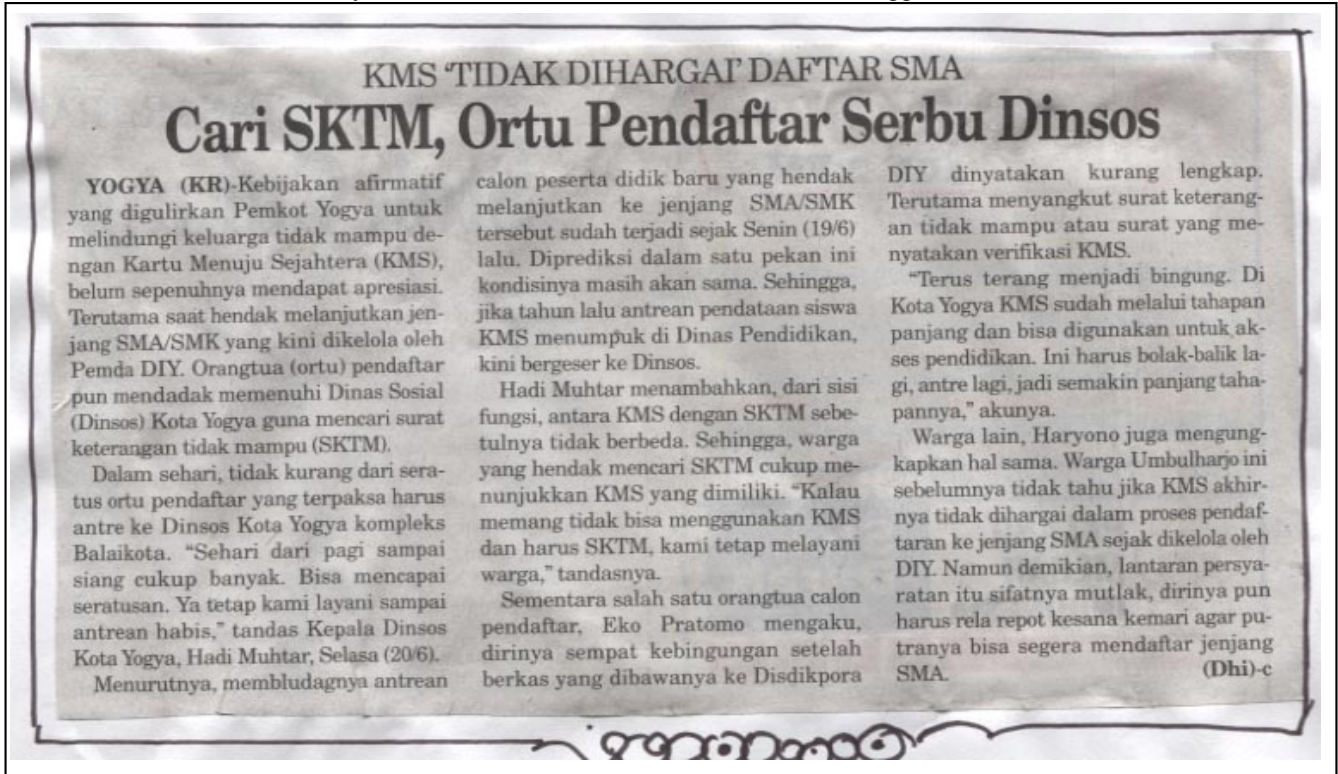 KMS 'TIDAK DIHARGAI' DAFTAR SMA
Cari SKTM, Ortu Pendaftar Serbu Dinsos
YOGYA (KR)-Kebijakan afirmatif
yang digulirkan Pemkot Yogya untuk
melindungi keluarga tidak mampu de-
ngan Kartu Menuju Sejahtera (KMS),
belum sepenuhnya mendapat apresiasi.
Terutama saat hendak melanjutkan jen-
jang SMA/SMK yang kini dikelola oleh
Pemda DIY. Orangtua (ortu) pendaftar
pun mendadak memenuhi Dinas Sosial
(Dinsos) Kota Yogya guna mencari surat
keterangan tidak mampu (SKTM).
Dalam sehari, tidak kurang dari sera-
tus ortu pendaftar yang terpaksa harus
antre ke Dinsos Kota Yogya kompleks
Balaikota. "Sehari dari pagi sampai
siang cukup banyak. Bisa mencapai
seratusan. Ya tetap kami layani sampai
antrean habis," tandas Kepala Dinsos
Kota Yogya, Hadi Muhtar, Selasa (20/6).
Menurutnya, membludagnya antrean
calon peserta didik baru yang hendak
melanjutkan ke jenjang SMA/SMK
tersebut sudah terjadi sejak Senin (19/6)
lalu. Diprediksi dalam satu pekan ini
kondisinya masih akan sama. Sehingga,
jika tahun lalu antrean pendataan siswa
KMS menumpuk di Dinas Pendidikan,
kini bergeser ke Dinsos.
Hadi Muhtar menambahkan, dari sisi
fungsi, antara KMS dengan SKTM sebe-
tulnya tidak berbeda. Sehingga, warga
yang hendak mencari SKTM cukup me-
nunjukkan KMS yang dimiliki. "Kalau
memang tidak bisa menggunakan KMS
dan harus SKTM, kami tetap melayani
warga," tandasnya.
Sementara salah satu orangtua calon
pendaftar, Eko Pratomo mengaku,
dirinya sempat kebingungan setelah
berkas yang dibawanya ke Disdikpora
DIY dinyatakan kurang lengkap.
Terutama menyangkut surat keterang-
an tidak mampu atau surat yang me-
nyatakan verifikasi KMS.
"Terus terang menjadi bingung. Di
Kota Yogya KMS sudah melalui tahapan
panjang dan bisa digunakan untuk ak-
ses pendidikan. Ini harus bolak-balik la-
gi, antre lagi, jadi semakin panjang taha-
pannya," akunya.
Warga lain, Haryono juga mengung-
kapkan hal sama. Warga Umbulharjo ini
sebelumnya tidak tahu jika KMS akhir-
nya tidak dihargai dalam proses pendaf-
taran ke jenjang SMA sejak dikelola oleh
DIY. Namun demikian, lantaran persya-
ratan itu sifatnya mutlak, dirinya pun
harus rela repot kesana kemari agar pu-
tranya bisa segera mendaftar jenjang
SMA. (Dhi)-c